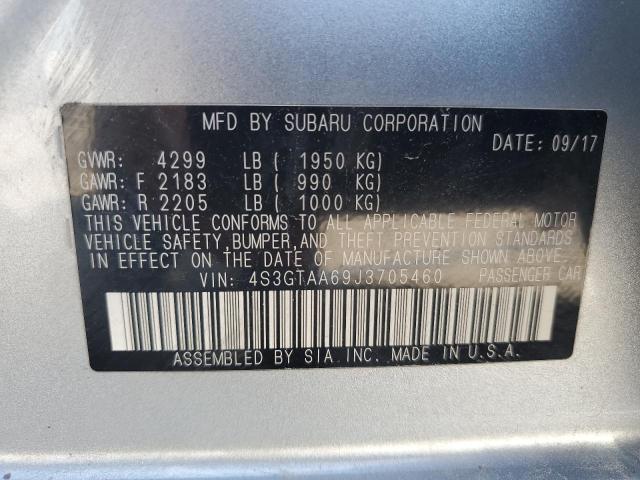 MFD BY SUBARU CORPORATION
DATE: 09/17
GVWR: 4299 LB ( 1950 KG)
GAWR: F 2183 LB ( 990 KG)
GAWR: R 2205 LB ( 1000 KG)
THIS VEHICLE CONFORMS TO ALL APPLICABLE FEDERAL MOTOR
VEHICLE SAFETY,BUMPER,AND THEFT PREVENTION STANDARDS
IN EFFECT ON THE DATE OF MANUFACTURE SHOWN ABOVE.
VIN: 4S3GTAA69J3705460 PASSENGER CAR
ASSEMBLED BY SIA INC. MADE IN U.S.A.